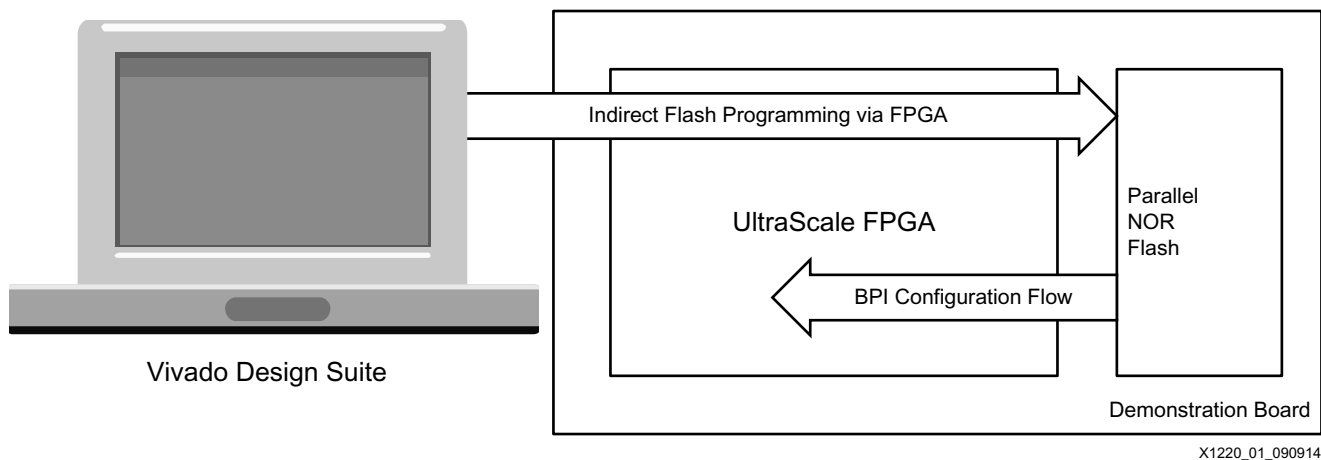 Indirect Flash Programming via FPGA
UltraScale FPGA
Parallel
NOR
Flash
BPI Configuration Flow
Vivado Design Suite
Demonstration Board
X1220_01_090914